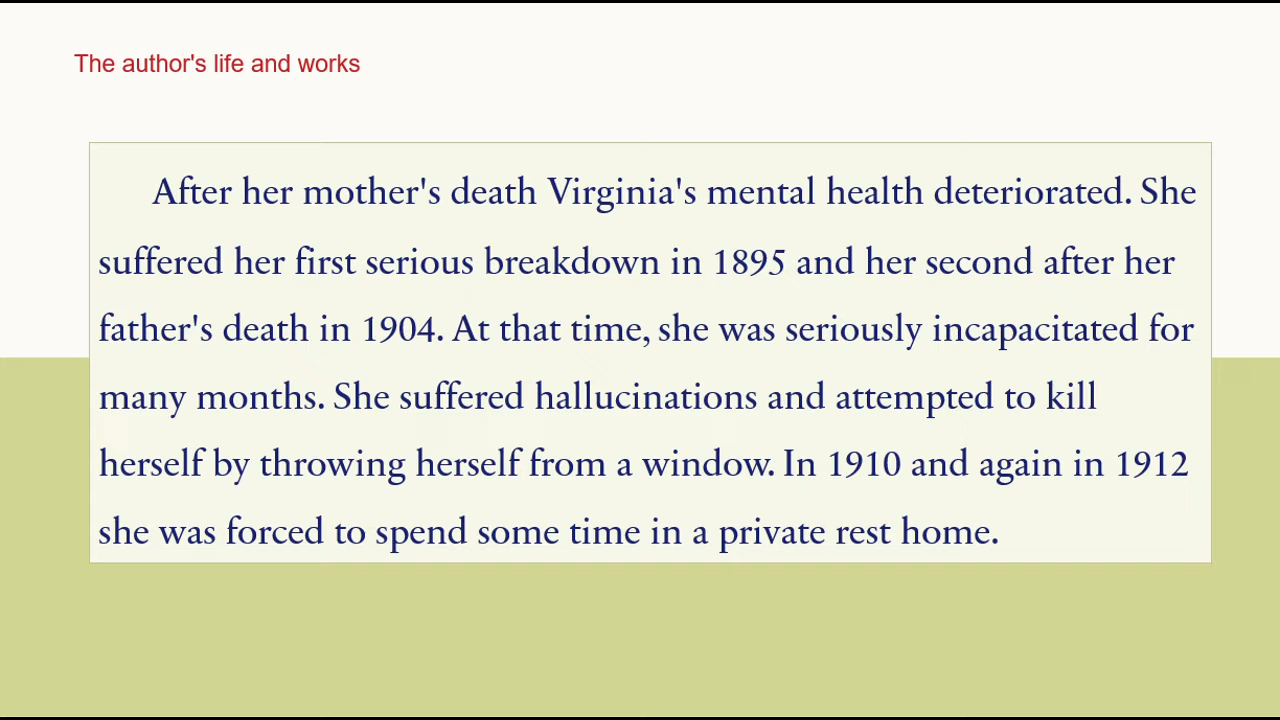 The author's life and works
After her mother's death Virginia's mental health deteriorated. She
suffered her first serious breakdown in 1895 and her second after her
father's death in 1904. At that time, she was seriously incapacitated for
many months. She suffered hallucinations and attempted to kill
herself by throwing herself from a window. In 1910 and again in 1912
she was forced to spend some time in a private rest home.